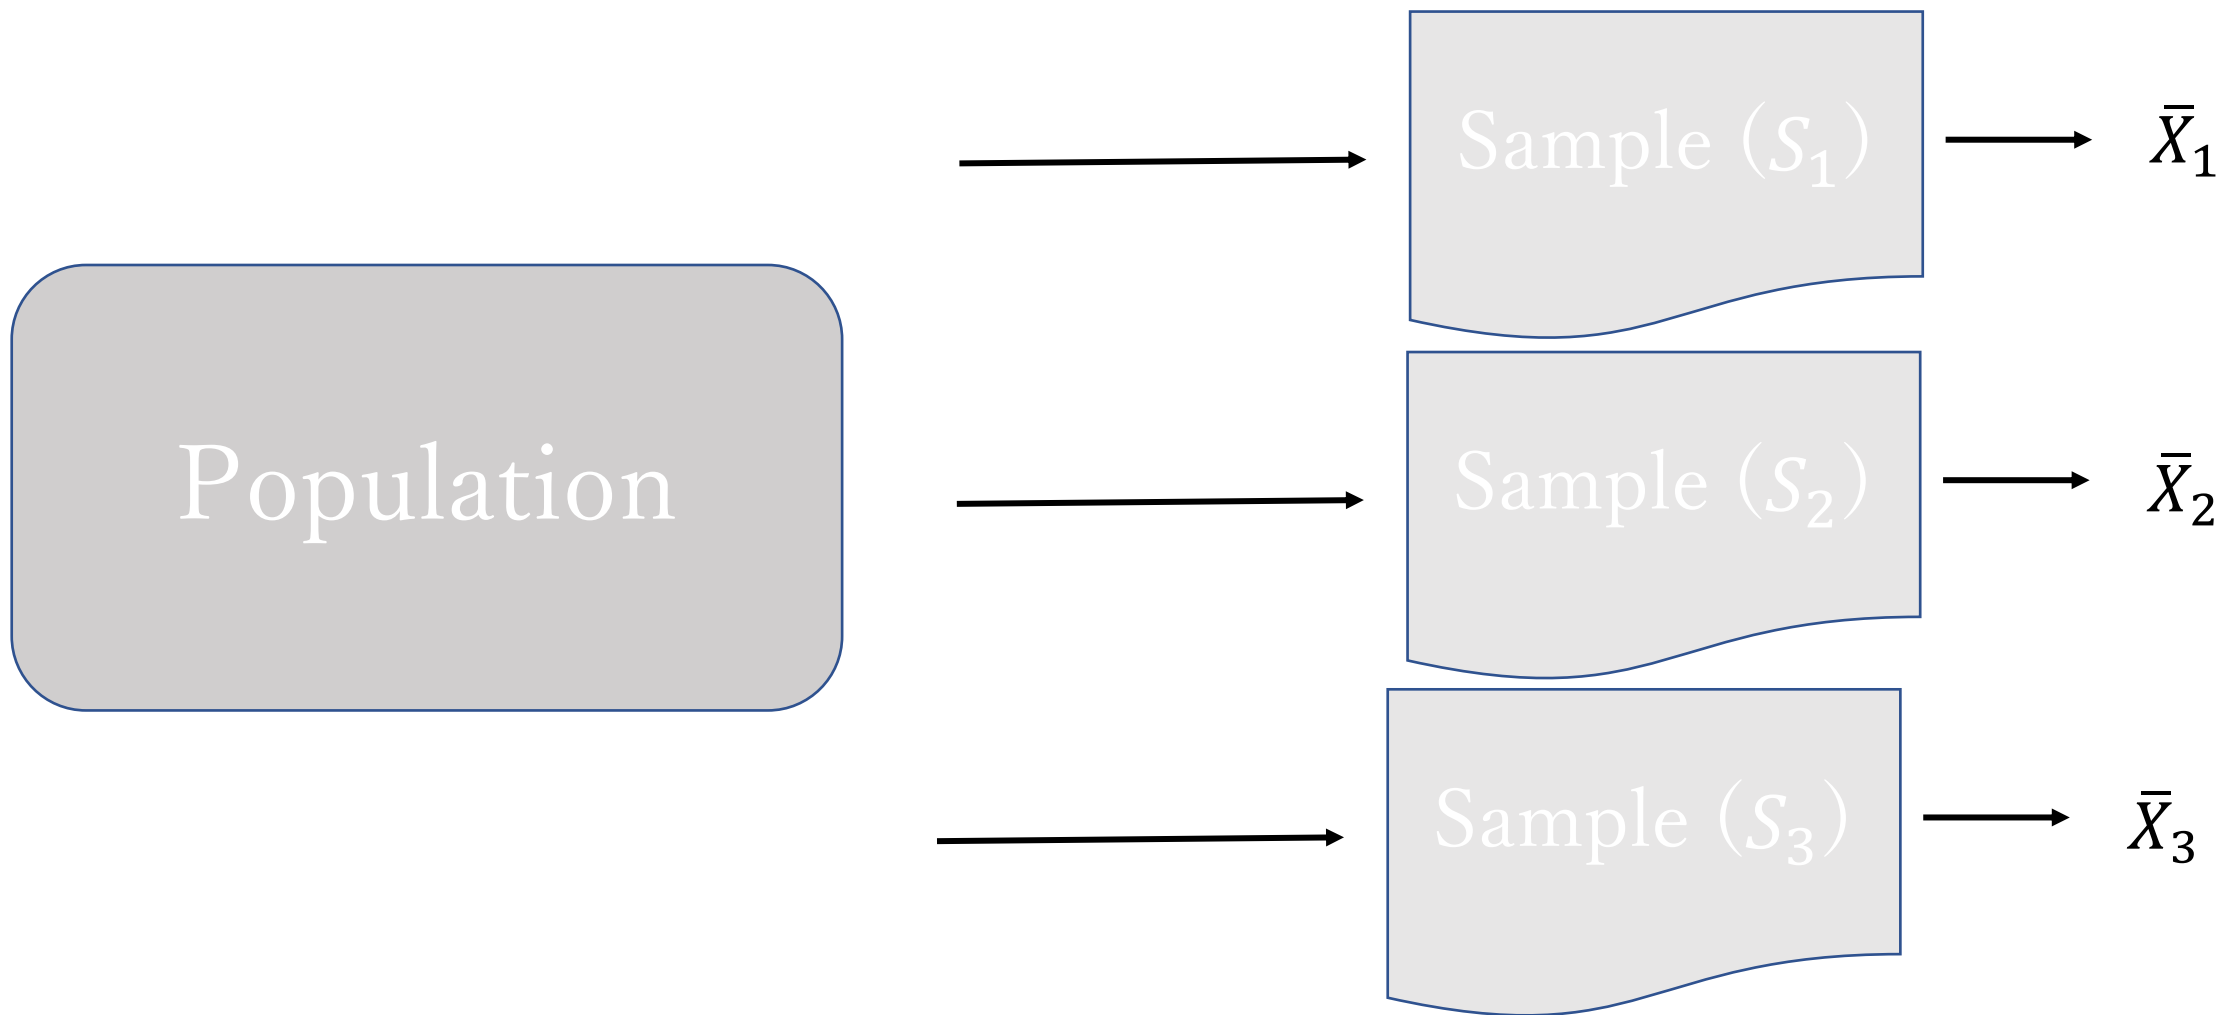 Population
Sample (S₁)
X̄₁
Sample (S₂)
X̄₂
Sample (S₃)
X̄₃